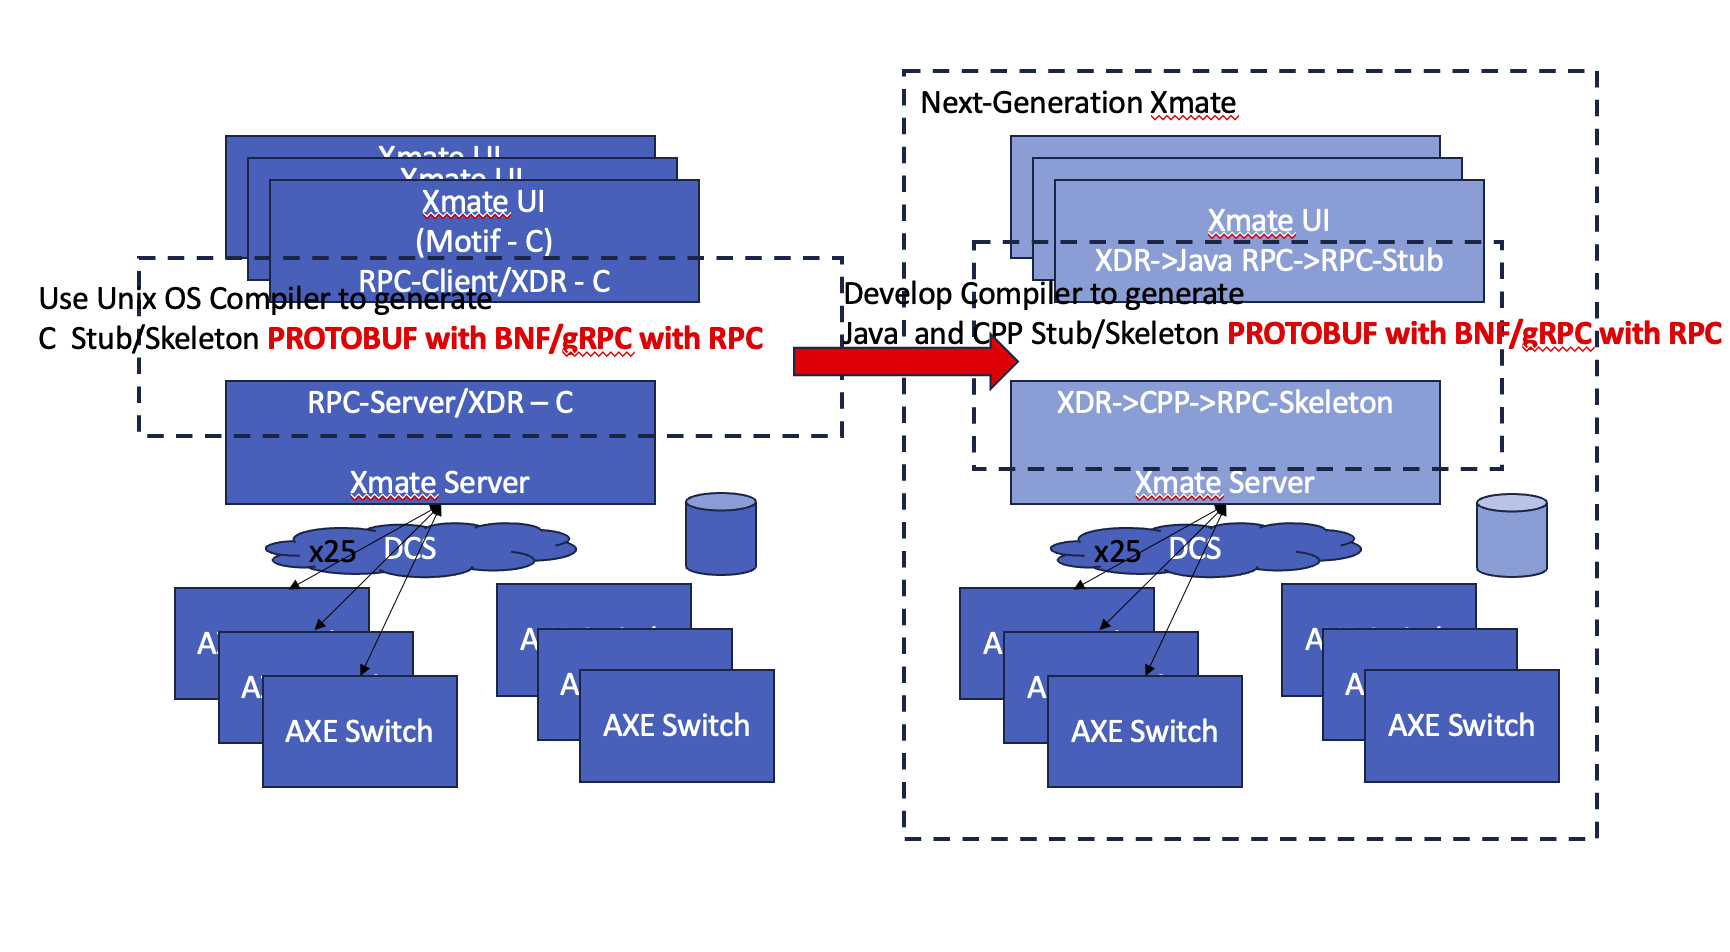 Next-Generation Xmate
Xmate UI
Xmate UI
Xmate UI
(Motif - C)
RPC-Client/XDR - C
Use Unix OS Compiler to generate
C  Stub/Skeleton PROTOBUF with BNF/gRPC with RPC
RPC-Server/XDR – C
Xmate Server
x25
DCS
A
A
AXE Switch
A
A
AXE Switch
Xmate UI
XDR->Java RPC->RPC-Stub
Develop Compiler to generate
Java  and CPP Stub/Skeleton PROTOBUF with BNF/gRPC with RPC
XDR->CPP->RPC-Skeleton
Xmate Server
x25
DCS
A
A
AXE Switch
A
A
AXE Switch